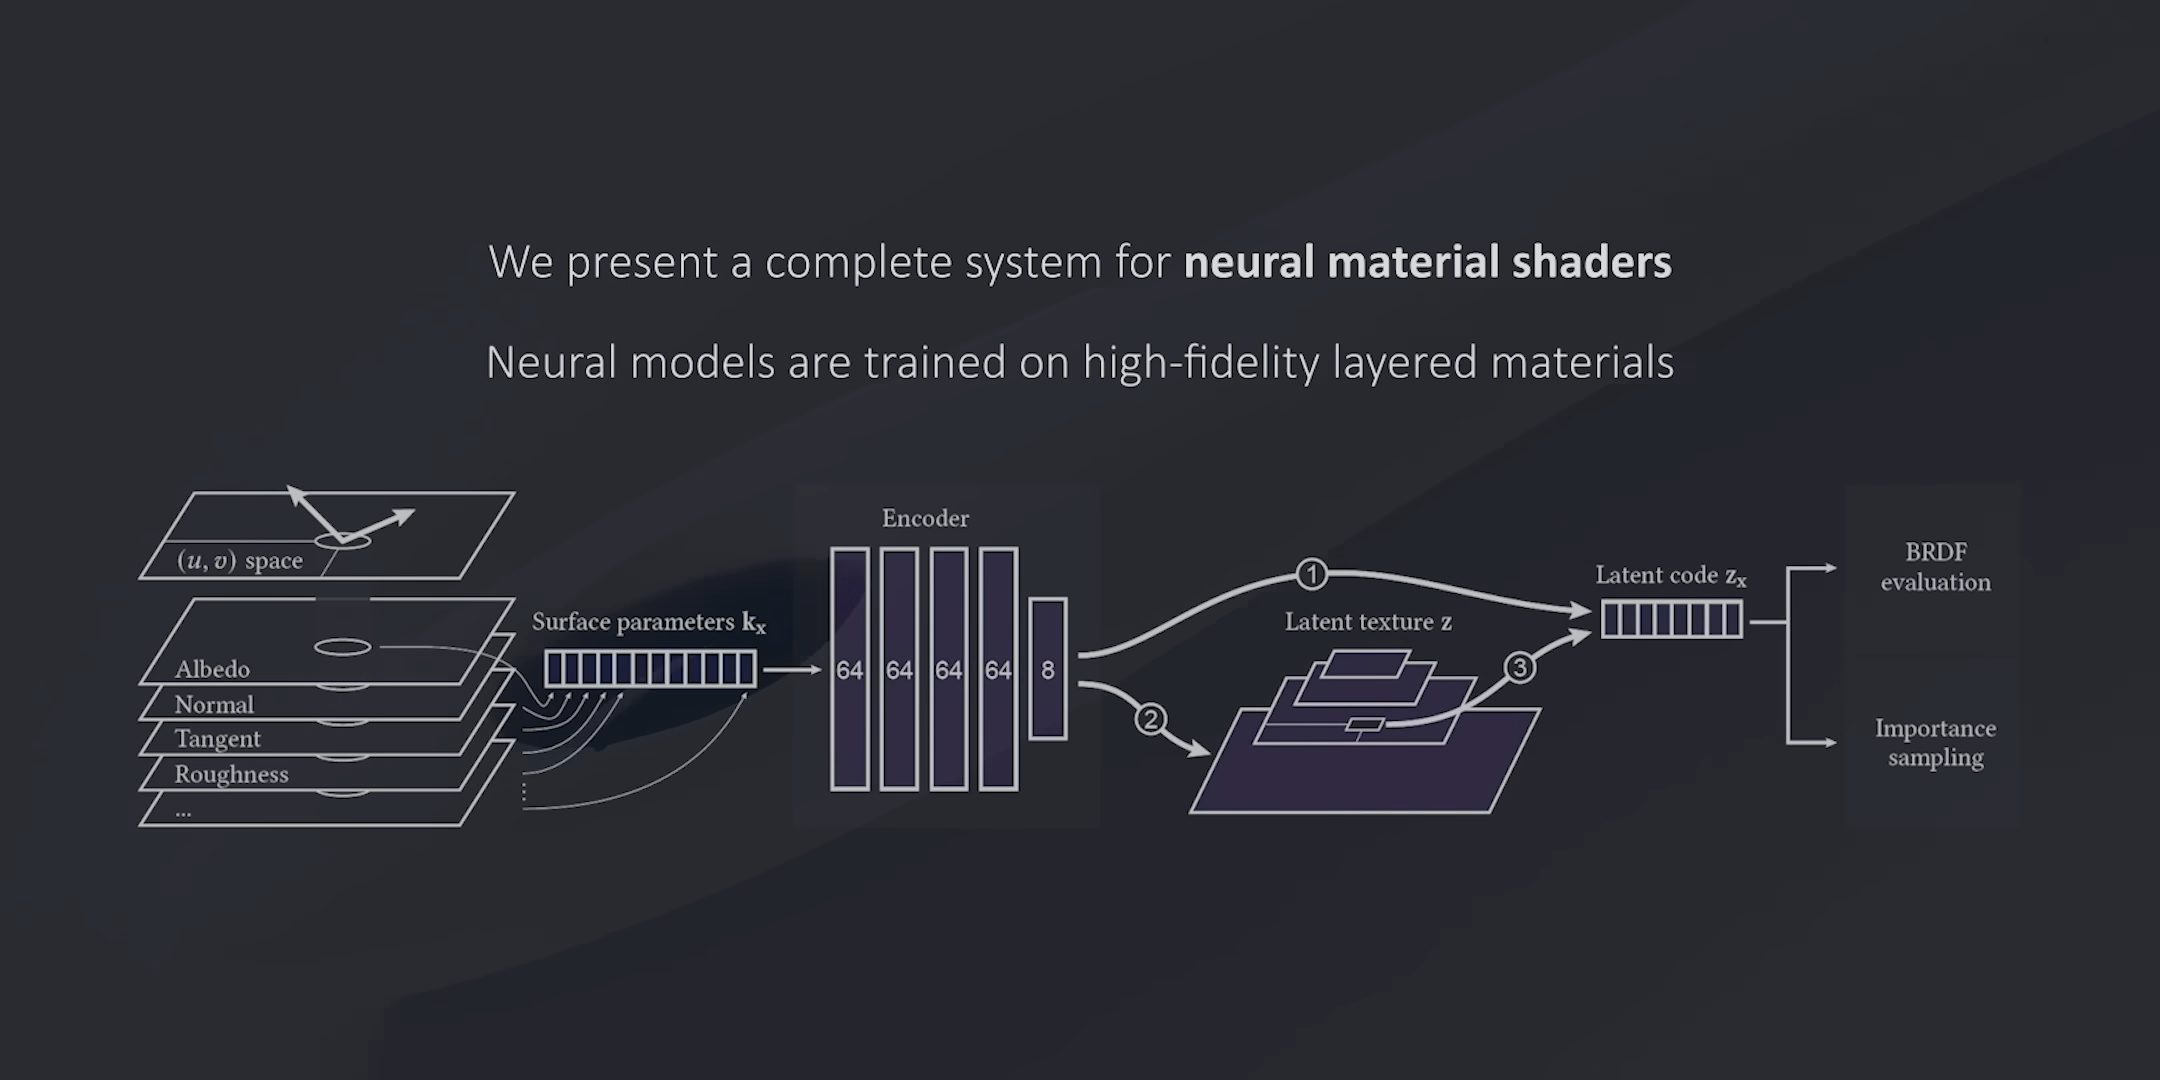 We present a complete system for neural material shaders
Neural models are trained on high-fidelity layered materials
(u, v) space
Albedo
Normal
Tangent
Roughness
...
Surface parameters kx
Encoder
64 64 64 64 8
1
2
Latent texture z
3
Latent code zx
BRDF
evaluation
Importance
sampling